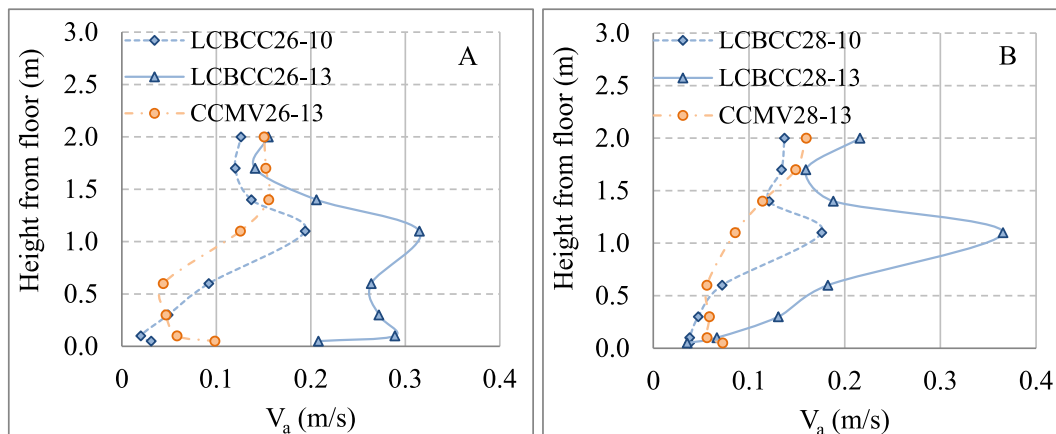 A
LCBCC26-10
LCBCC26-13
CCMV26-13
Height from floor (m)
3.0
2.5
2.0
1.5
1.0
0.5
0.0
0
0.1
0.2
0.3
0.4
Va (m/s)
B
LCBCC28-10
LCBCC28-13
CCMV28-13
Height from floor (m)
3.0
2.5
2.0
1.5
1.0
0.5
0.0
0
0.1
0.2
0.3
0.4
Va (m/s)